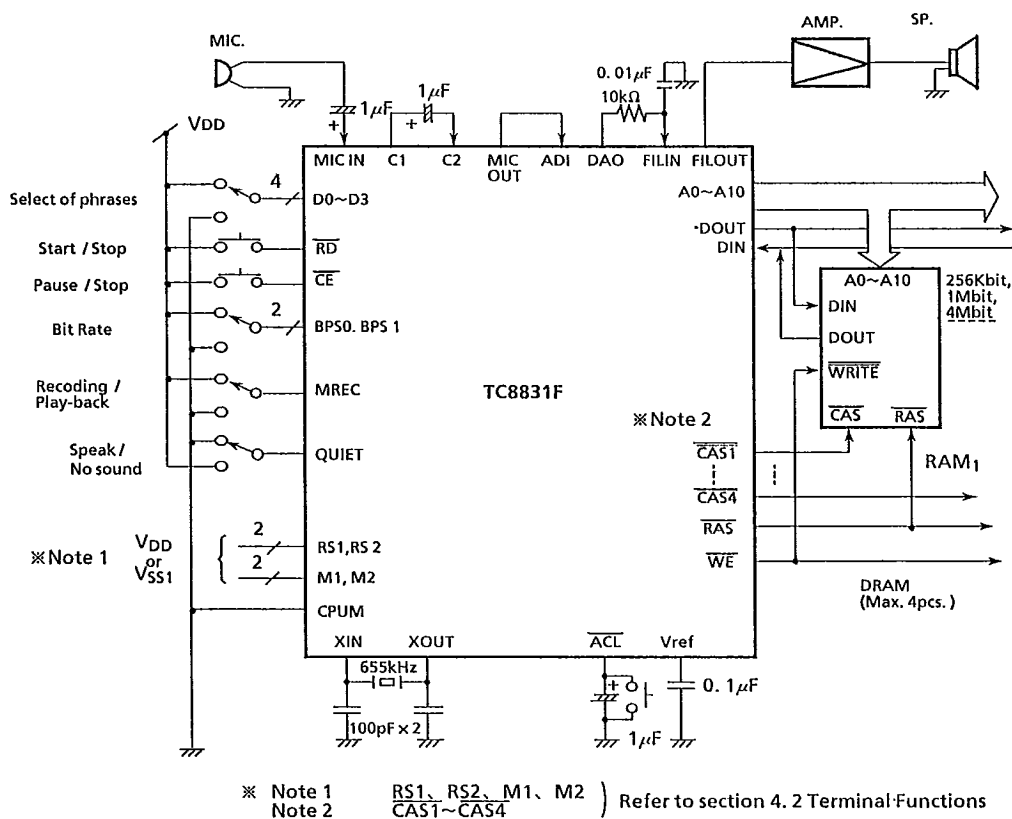 AMP.
SP.
MIC.
0. 01μF
1μF
10kΩ
1μF
VDD
MIC IN
C1
C2
MIC
OUT
ADI
DAO
FILIN
FILOUT
Select of phrases
4
D0~D3
A0~A10
DOUT
DIN
Start / Stop
RD
Pause / Stop
CE
A0~A10
256Kbit,
1Mbit,
4Mbit
Bit Rate
2
BPS0. BPS 1
DIN
DOUT
Recoding /
Play-back
MREC
TC8831F
WRITE
※Note 2
CAS
RAS
Speak /
No sound
QUIET
CAS1
RAM1
CAS4
RAS
※Note 1
VDD
or
VSS1
2
RS1, RS 2
2
M1, M2
WE
DRAM
(Max. 4pcs. )
CPUM
XIN
XOUT
ACL
Vref
655kHz
+
0. 1μF
100pF × 2
1μF
※ Note 1 RS1、RS2、M1、M2
Note 2 CAS1~CAS4
) Refer to section 4. 2 Terminal Functions